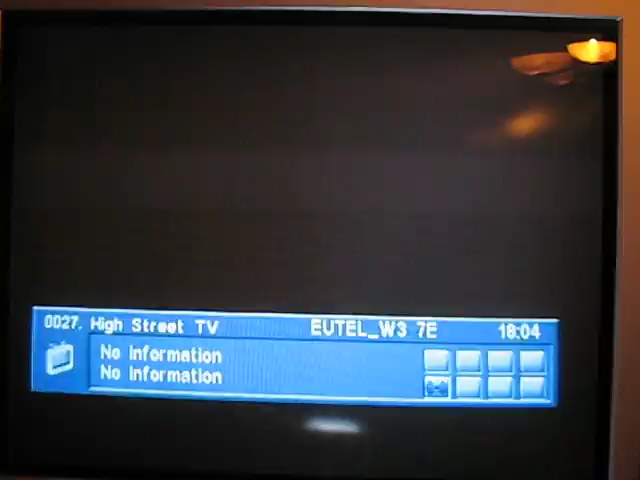 0027. High Street TV EUTEL_W3 7E 18:04
No Information
No Information